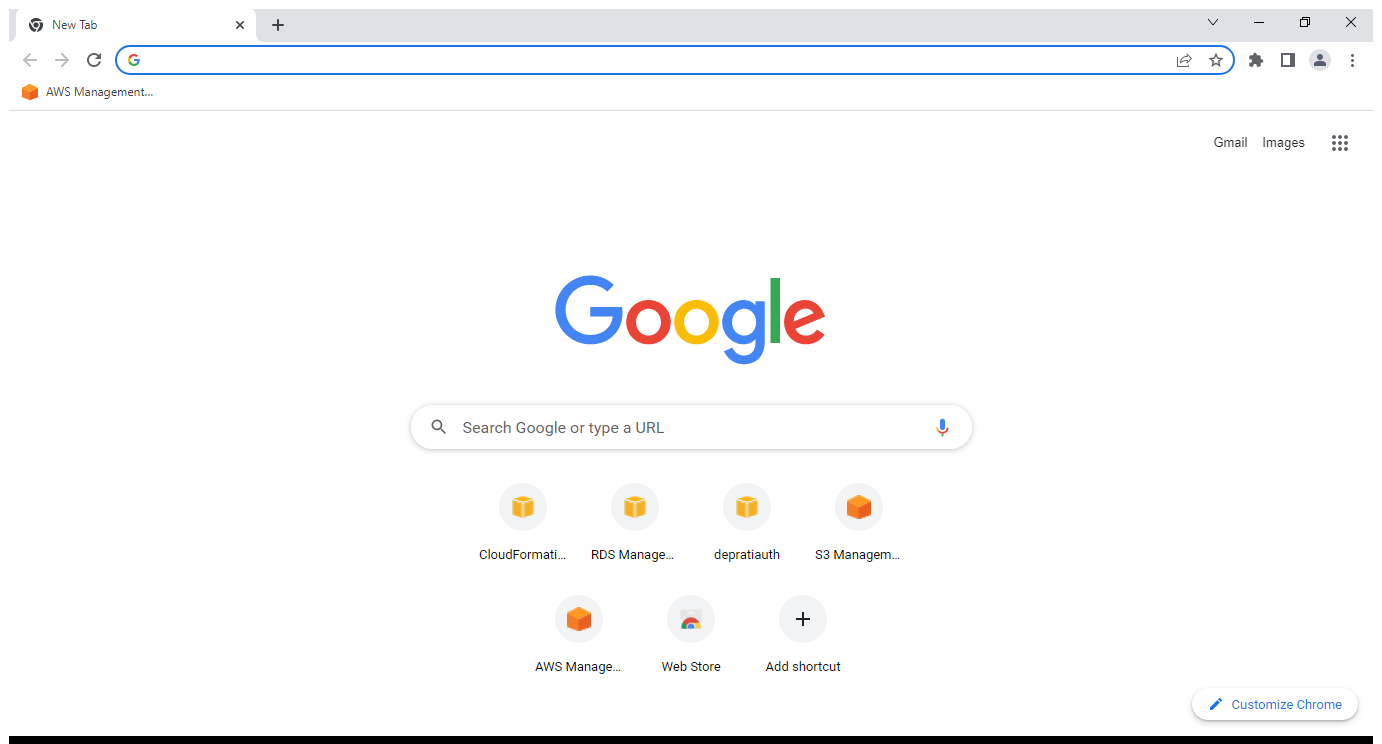 New Tab
AWS Management...
Gmail Images
Google
Search Google or type a URL
CloudFormati... RDS Manage... depratiauth S3 Managem...
AWS Manage... Web Store Add shortcut
Customize Chrome